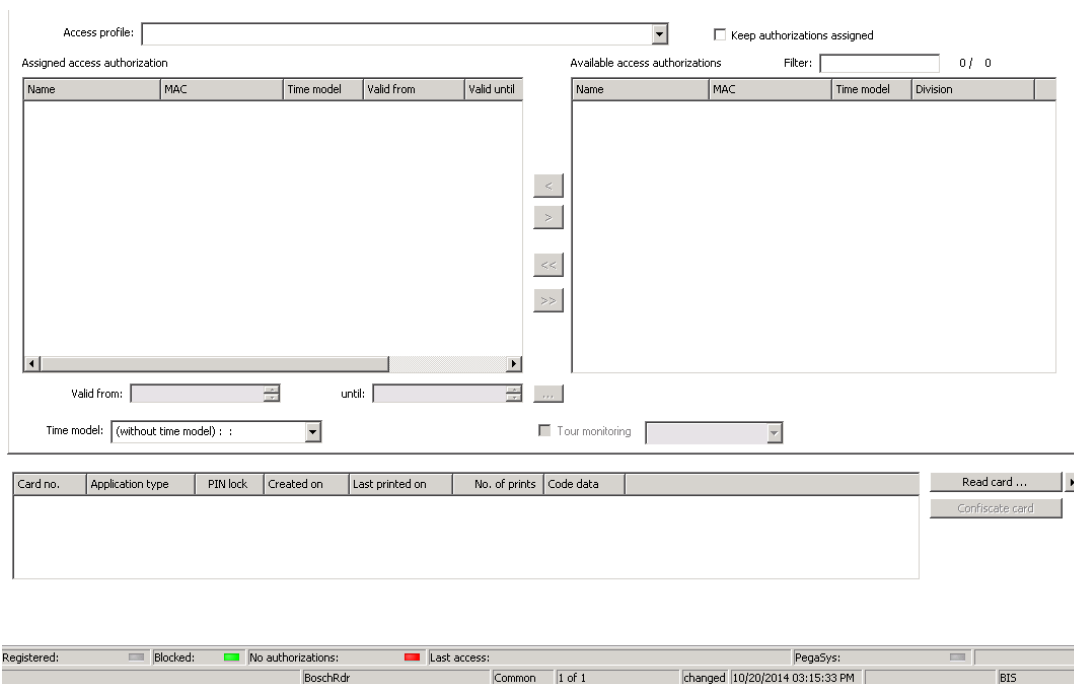 Access profile: Keep authorizations assigned
Assigned access authorization Available access authorizations Filter: 0 / 0
Name MAC Time model Valid from Valid until Name MAC Time model Division
<
>
<<
>>
Valid from: until: ...
Time model: (without time model) : : Tour monitoring
Card no. Application type PIN lock Created on Last printed on No. of prints Code data Read card ...
Confiscate card
Registered: Blocked: No authorizations: Last access: PegaSys:
BoschRdr Common 1 of 1 changed 10/20/2014 03:15:33 PM BIS